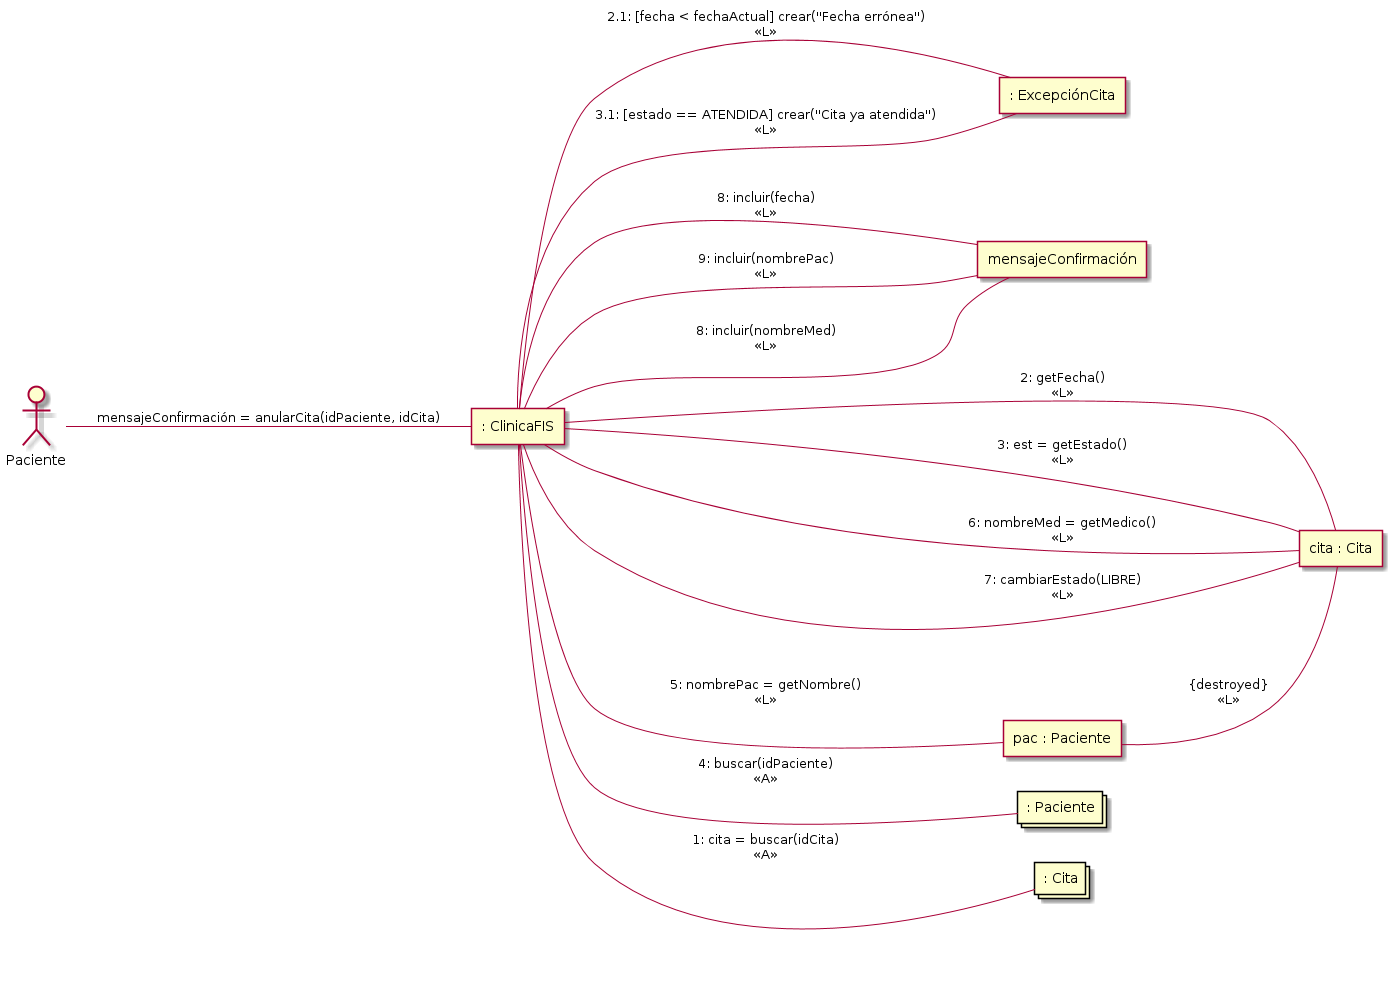 2.1: [fecha < fechaActual] crear("Fecha errónea")
«L»
: ExcepciónCita
3.1: [estado == ATENDIDA] crear("Cita ya atendida")
«L»
8: incluir(fecha)
«L»
mensajeConfirmación
9: incluir(nombrePac)
«L»
8: incluir(nombreMed)
«L»
2: getFecha()
«L»
mensajeConfirmación = anularCita(idPaciente, idCita)
: ClinicaFIS
Paciente
3: est = getEstado()
«L»
6: nombreMed = getMedico()
«L»
cita : Cita
7: cambiarEstado(LIBRE)
«L»
5: nombrePac = getNombre()
«L»
{destroyed}
«L»
pac : Paciente
4: buscar(idPaciente)
«A»
: Paciente
1: cita = buscar(idCita)
«A»
: Cita